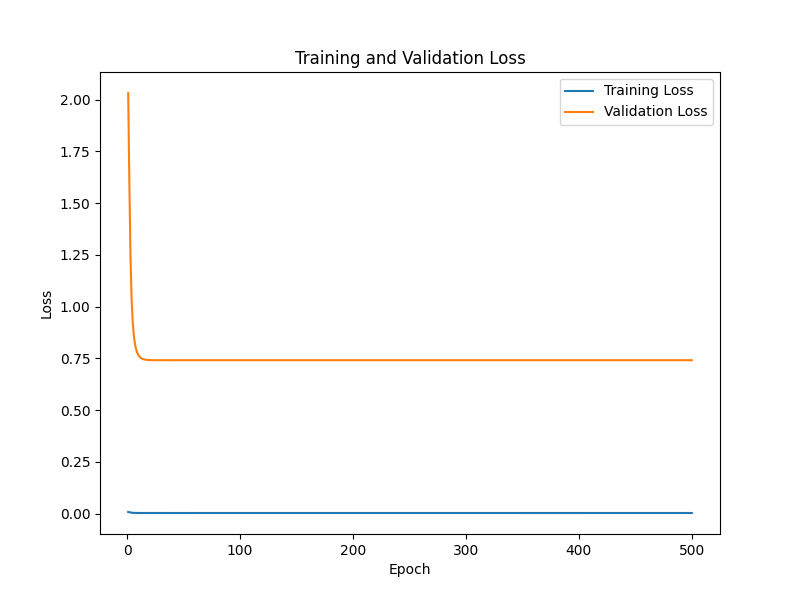 Training and Validation Loss
Training Loss
Validation Loss
2.00
1.75
1.50
1.25
1.00
0.75
0.50
0.25
0.00
Loss
0 100 200 300 400 500
Epoch